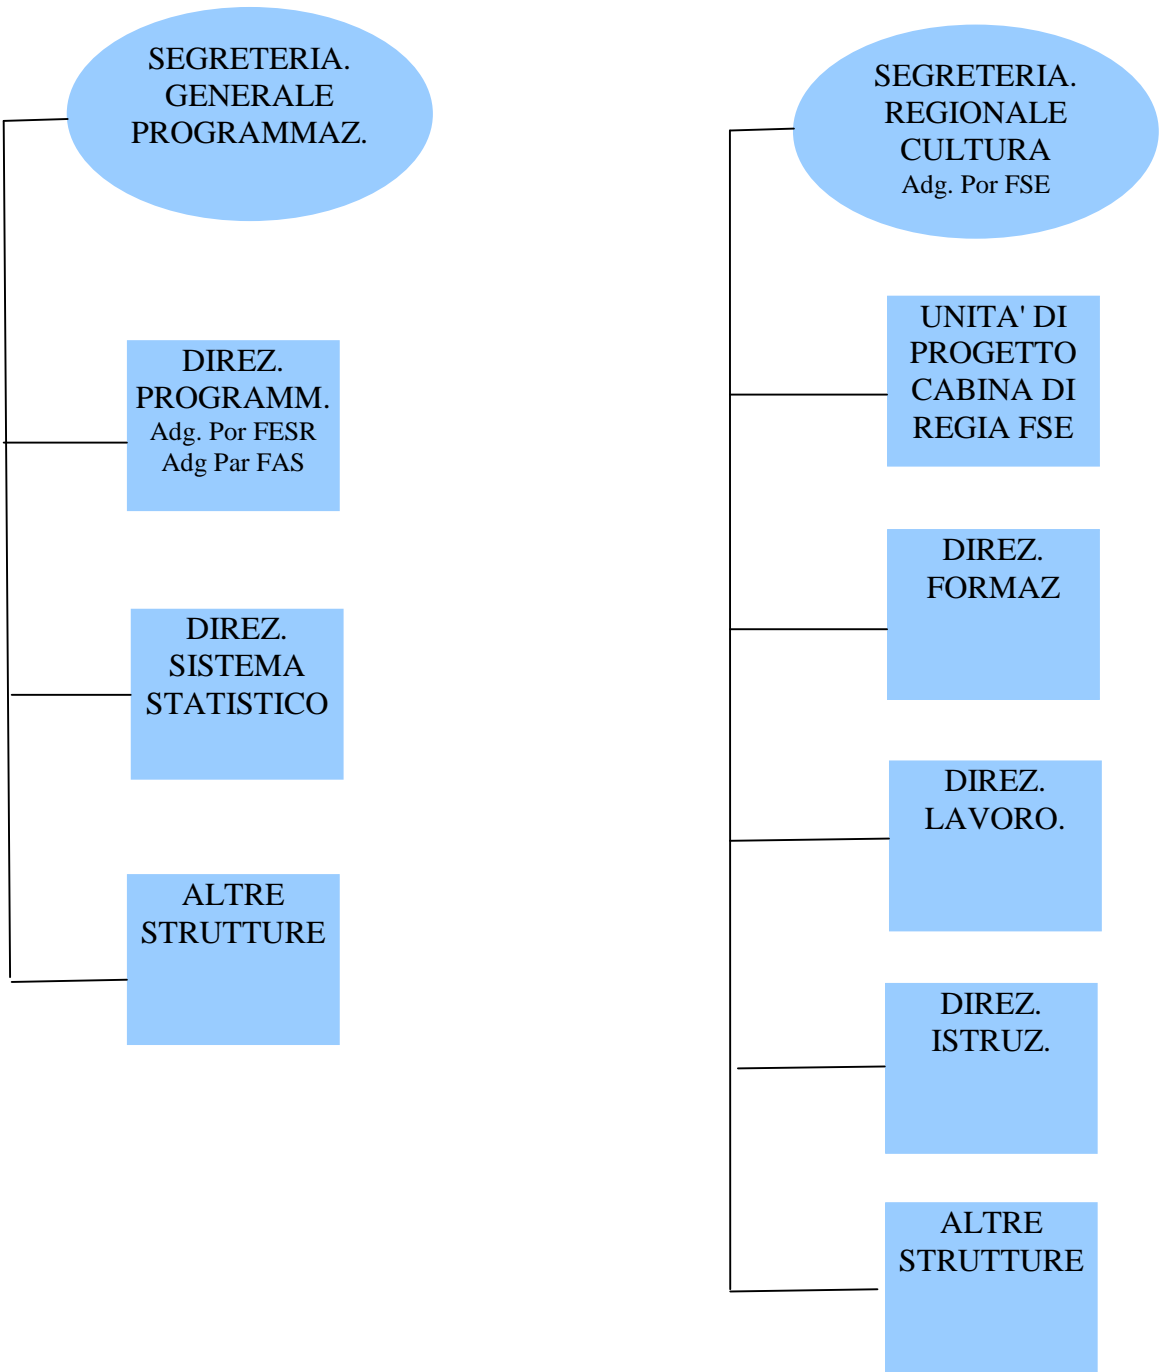 SEGRETERIA.
GENERALE
PROGRAMMAZ.
DIREZ.
PROGRAMM.
Adg. Por FESR
Adg Par FAS
DIREZ.
SISTEMA
STATISTICO
ALTRE
STRUTTURE
SEGRETERIA.
REGIONALE
CULTURA
Adg. Por FSE
UNITA' DI
PROGETTO
CABINA DI
REGIA FSE
DIREZ.
FORMAZ
DIREZ.
LAVORO.
DIREZ.
ISTRUZ.
ALTRE
STRUTTURE